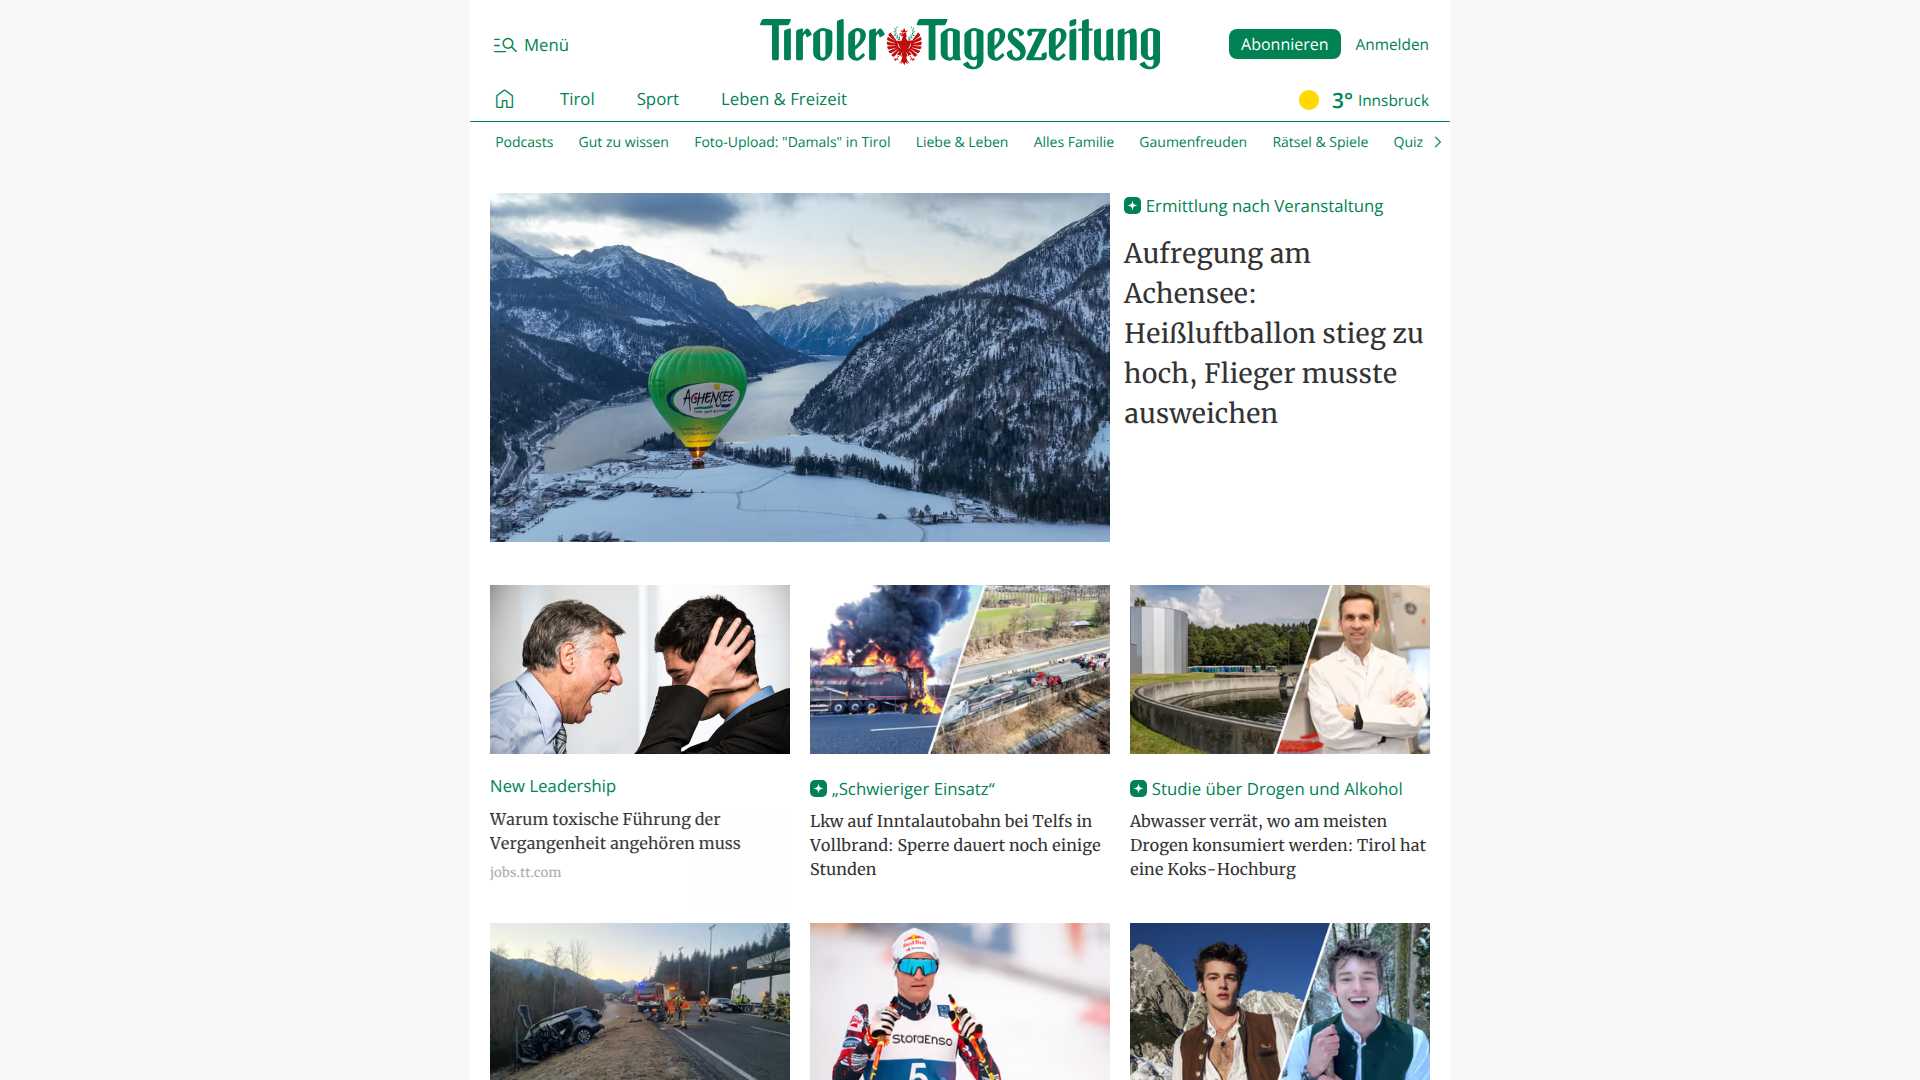 Menü
Tiroler Tageszeitung
Abonnieren
Anmelden
Tirol
Sport
Leben & Freizeit
3° Innsbruck
Podcasts
Gut zu wissen
Foto-Upload: "Damals" in Tirol
Liebe & Leben
Alles Familie
Gaumenfreuden
Rätsel & Spiele
Quiz
ACHENSEE
Ermittlung nach Veranstaltung
Aufregung am
Achensee:
Heißluftballon stieg zu
hoch, Flieger musste
ausweichen
New Leadership
Warum toxische Führung der
Vergangenheit angehören muss
jobs.tt.com
„Schwieriger Einsatz“
Lkw auf Inntalautobahn bei Telfs in
Vollbrand: Sperre dauert noch einige
Stunden
Studie über Drogen und Alkohol
Abwasser verrät, wo am meisten
Drogen konsumiert werden: Tirol hat
eine Koks-Hochburg
Red Bull
StoraEnso
5